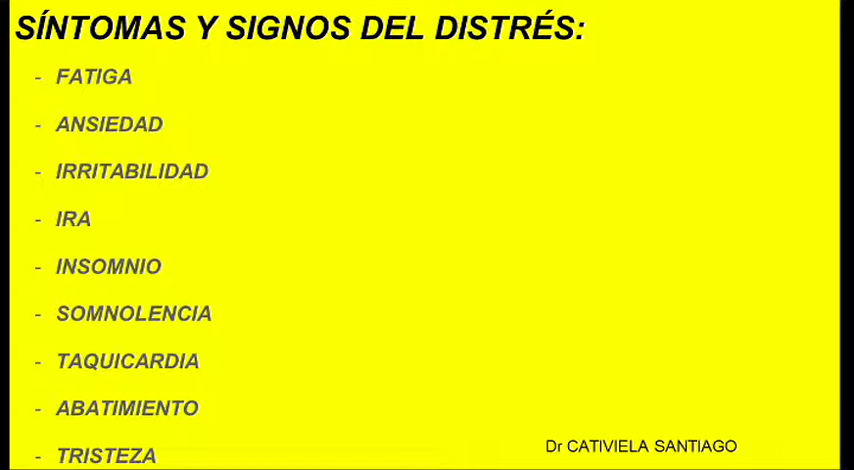 SÍNTOMAS Y SIGNOS DEL DISTRÉS:
- FATIGA
- ANSIEDAD
- IRRITABILIDAD
- IRA
- INSOMNIO
- SOMNOLENCIA
- TAQUICARDIA
- ABATIMIENTO
- TRISTEZA
Dr CATIVIELA SANTIAGO